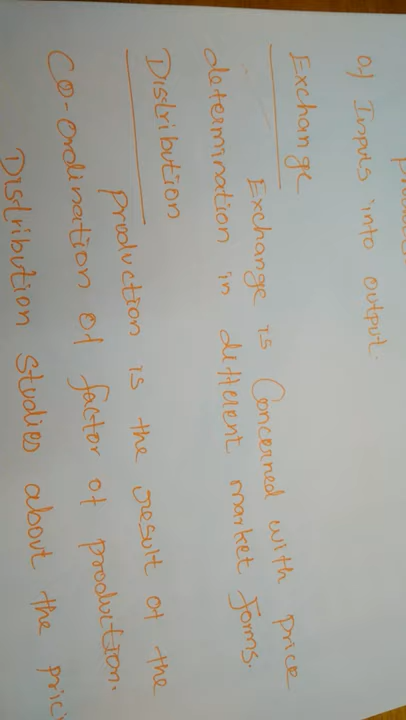 of Inputs into output.
Exchange
Exchange is Concerned with price
determination in different market forms.
Distribution
production is the result of the
Co-ordination of factor of production.
Distribution studies about the